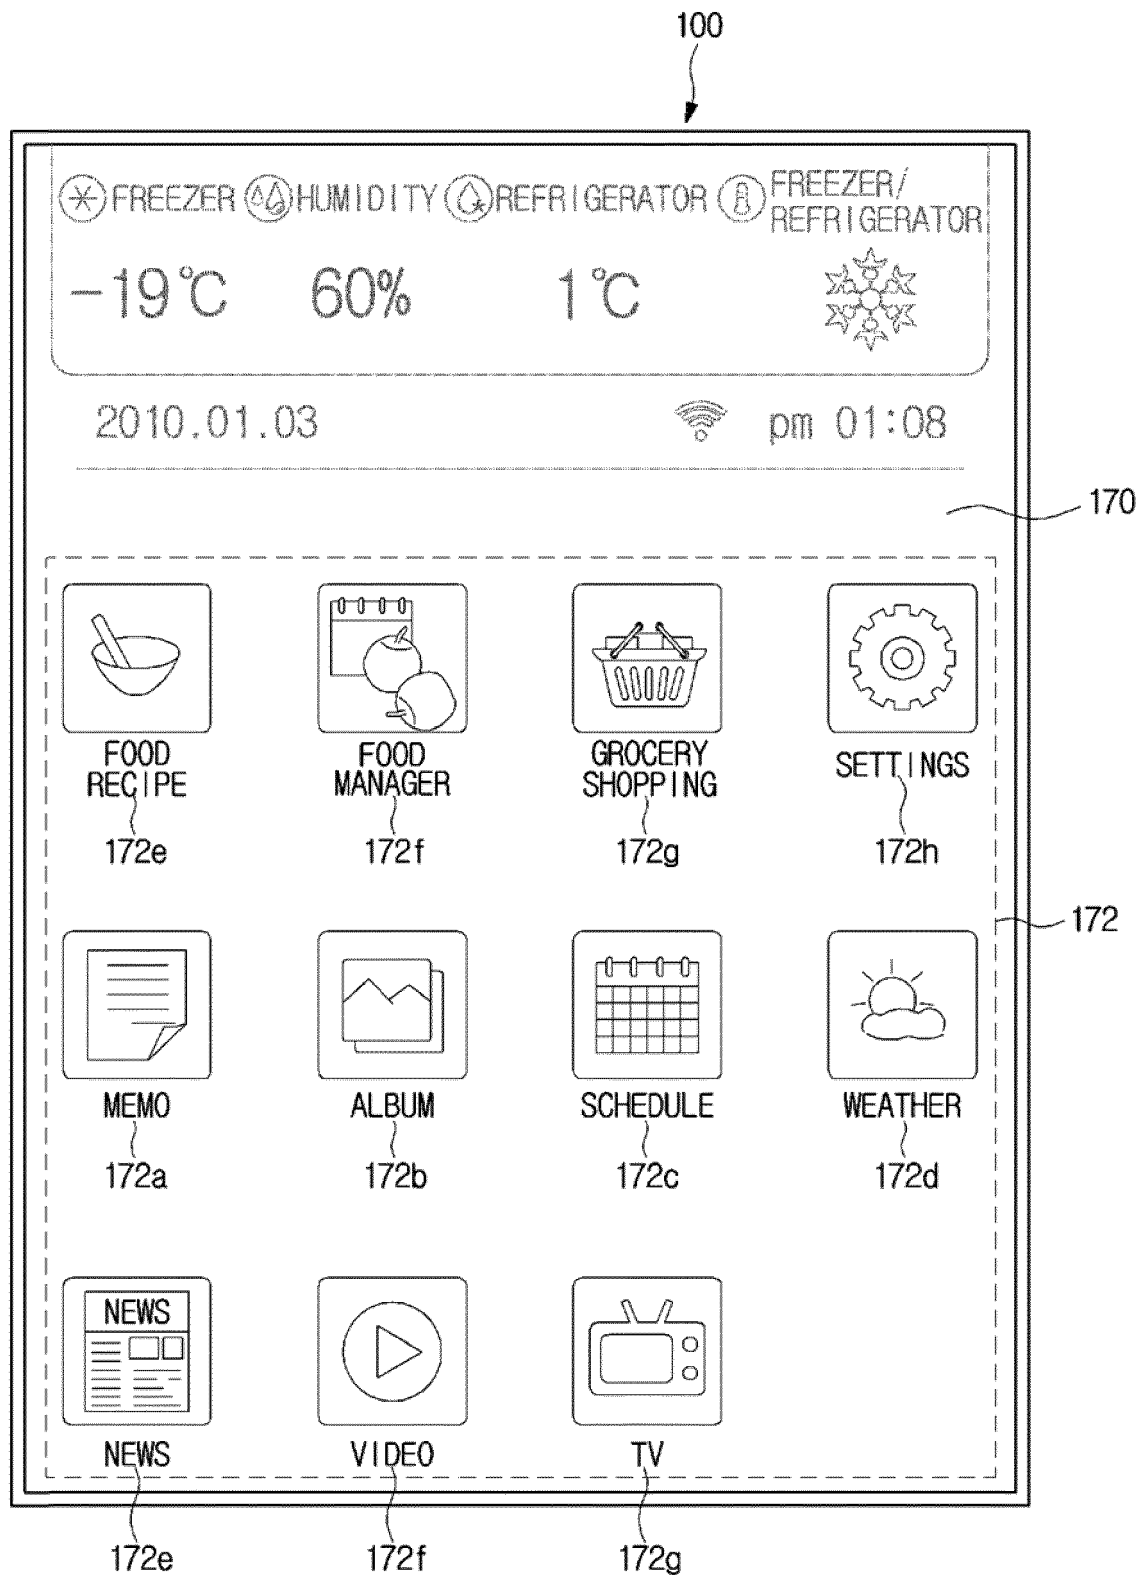 100
FREEZER HUMIDITY REFRIGERATOR FREEZER/
REFRIGERATOR
-19°C 60% 1°C
2010.01.03 pm 01:08
170
FOOD
RECIPE
172e
FOOD
MANAGER
172f
GROCERY
SHOPPING
172g
SETTINGS
172h
172
MEMO
172a
ALBUM
172b
SCHEDULE
172c
WEATHER
172d
NEWS
NEWS
172e
VIDEO
172f
TV
172g